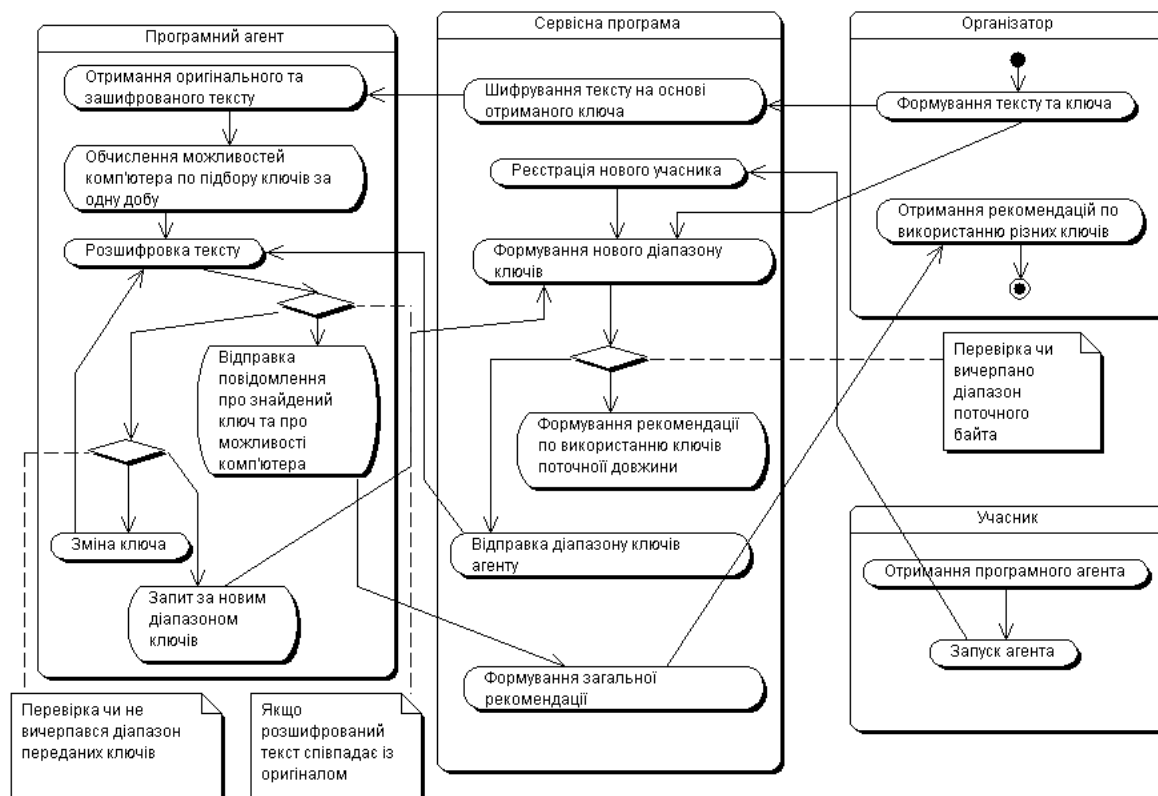 Програмний агент
Отримання оригінального та
зашифрованого тексту
Обчислення можливостей
комп'ютера по підбору ключів за
одну добу
Розшифровка тексту
Відправка
повідомлення
про знайдений
ключ та про
можливості
комп'ютера
Зміна ключа
Запит за новим
діапазоном
ключів
Перевірка чи не
вичерпався діапазон
переданих ключів
Якщо
розшифрований
текст співпадає із
оригіналом
Сервісна програма
Шифрування тексту на основі
отриманого ключа
Реєстрація нового учасника
Формування нового діапазону
ключів
Формування рекомендації
по використанню ключів
поточної довжини
Відправка діапазону ключів
агенту
Формування загальної
рекомендації
Організатор
Формування тексту та ключа
Отримання рекомендацій по
використанню різних ключів
Перевірка чи
вичерпано
діапазон
поточного
байта
Учасник
Отримання програмного агента
Запуск агента